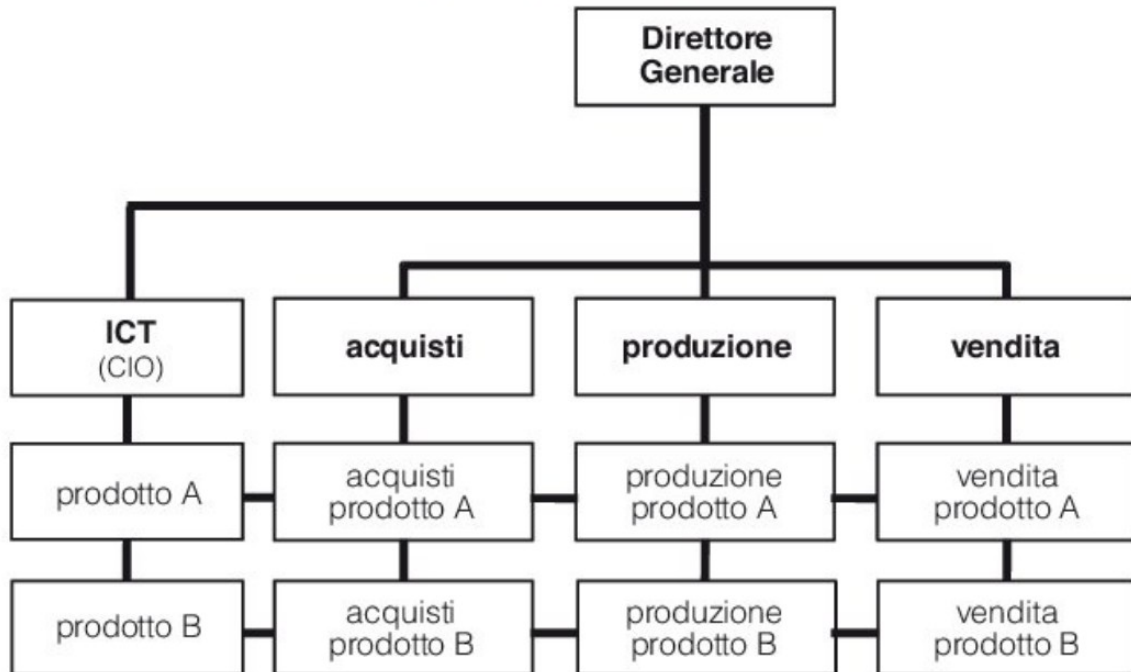 Direttore
Generale
ICT
(CIO)
acquisti
produzione
vendita
prodotto A
acquisti
prodotto A
produzione
prodotto A
vendita
prodotto A
prodotto B
acquisti
prodotto B
produzione
prodotto B
vendita
prodotto B